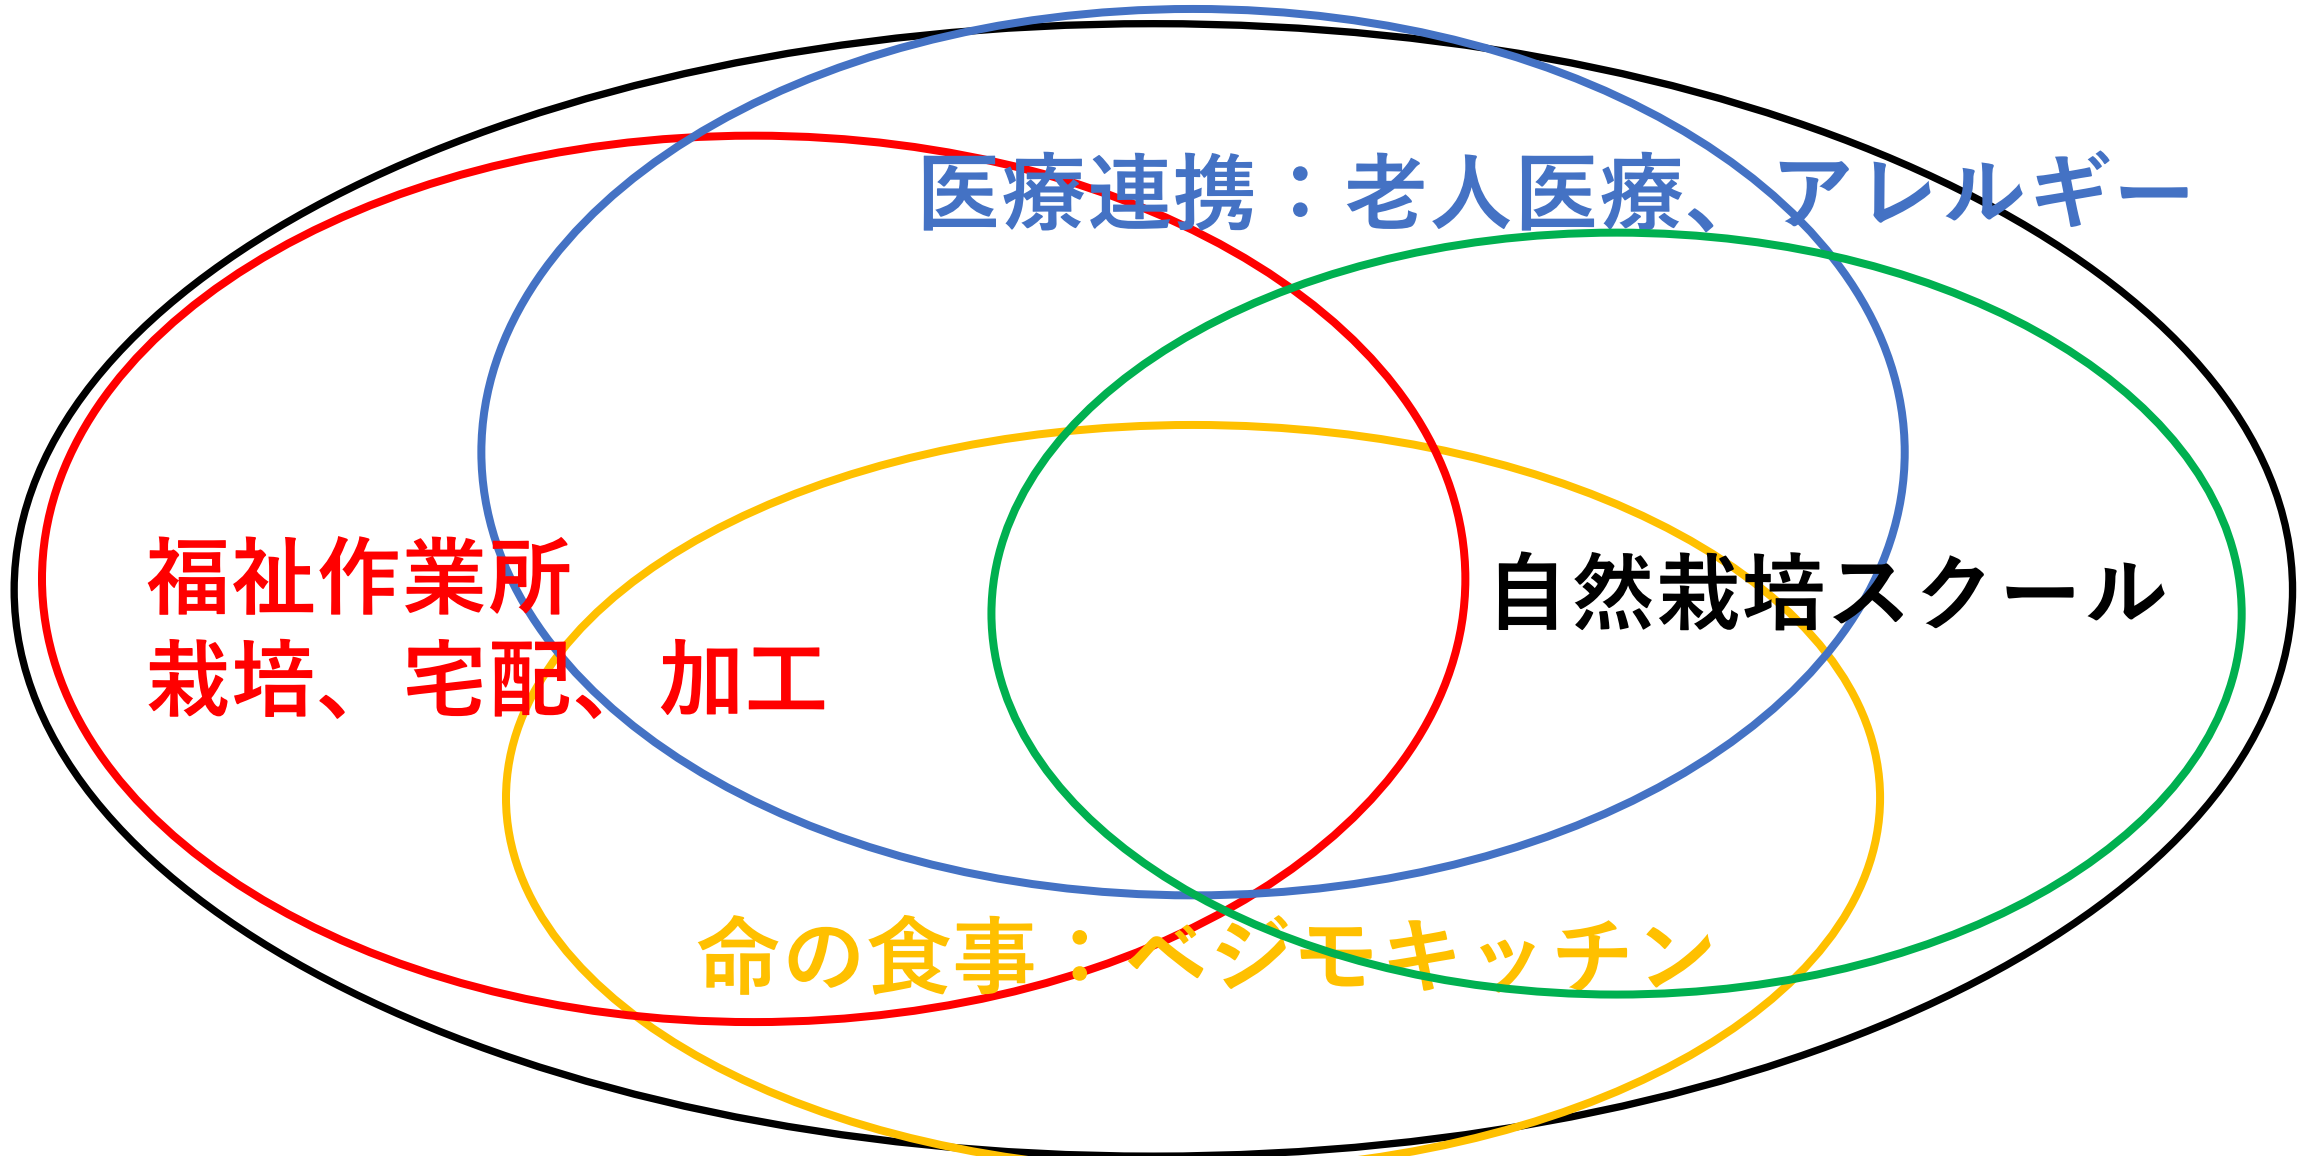 医療連携：老人医療、アレルギー
福祉作業所
栽培、宅配、 加工
自然栽培スクール
命の食事：ベジモキッチン